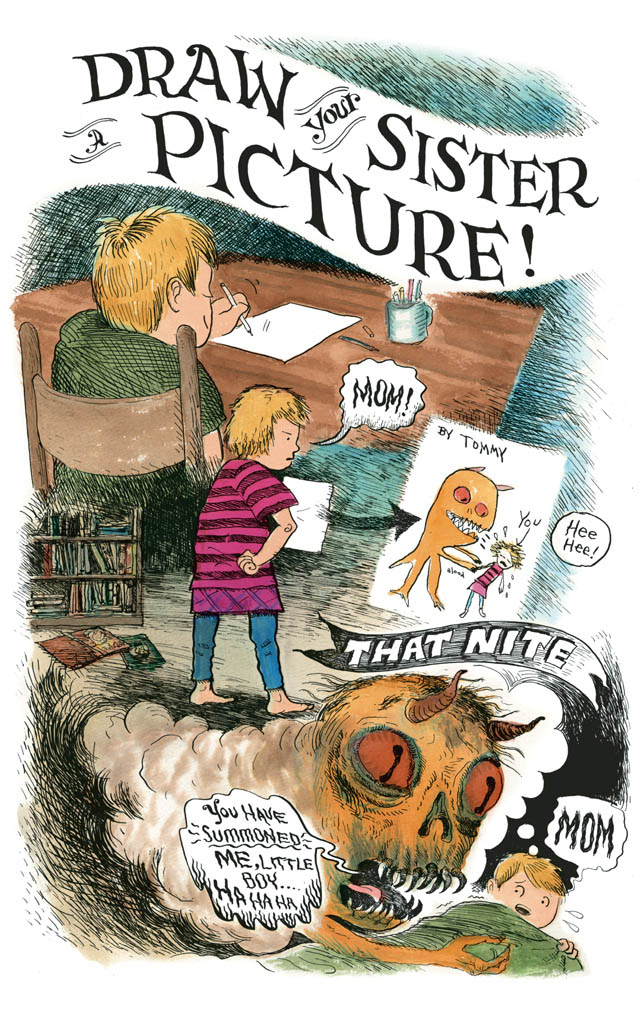 DRAW your SISTER
A PICTURE!
MOM!
BY TOMMY
YOU
blood
HEE
HEE!
THAT NITE
YOU HAVE
SUMMONED
ME, LITTLE
BOY...
HA HA HA
MOM